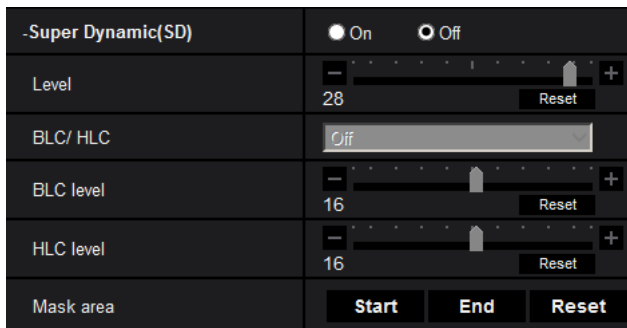 -Super Dynamic(SD) On Off
Level
28 Reset
BLC/ HLC Off
BLC level
16 Reset
HLC level
16 Reset
Mask area Start End Reset